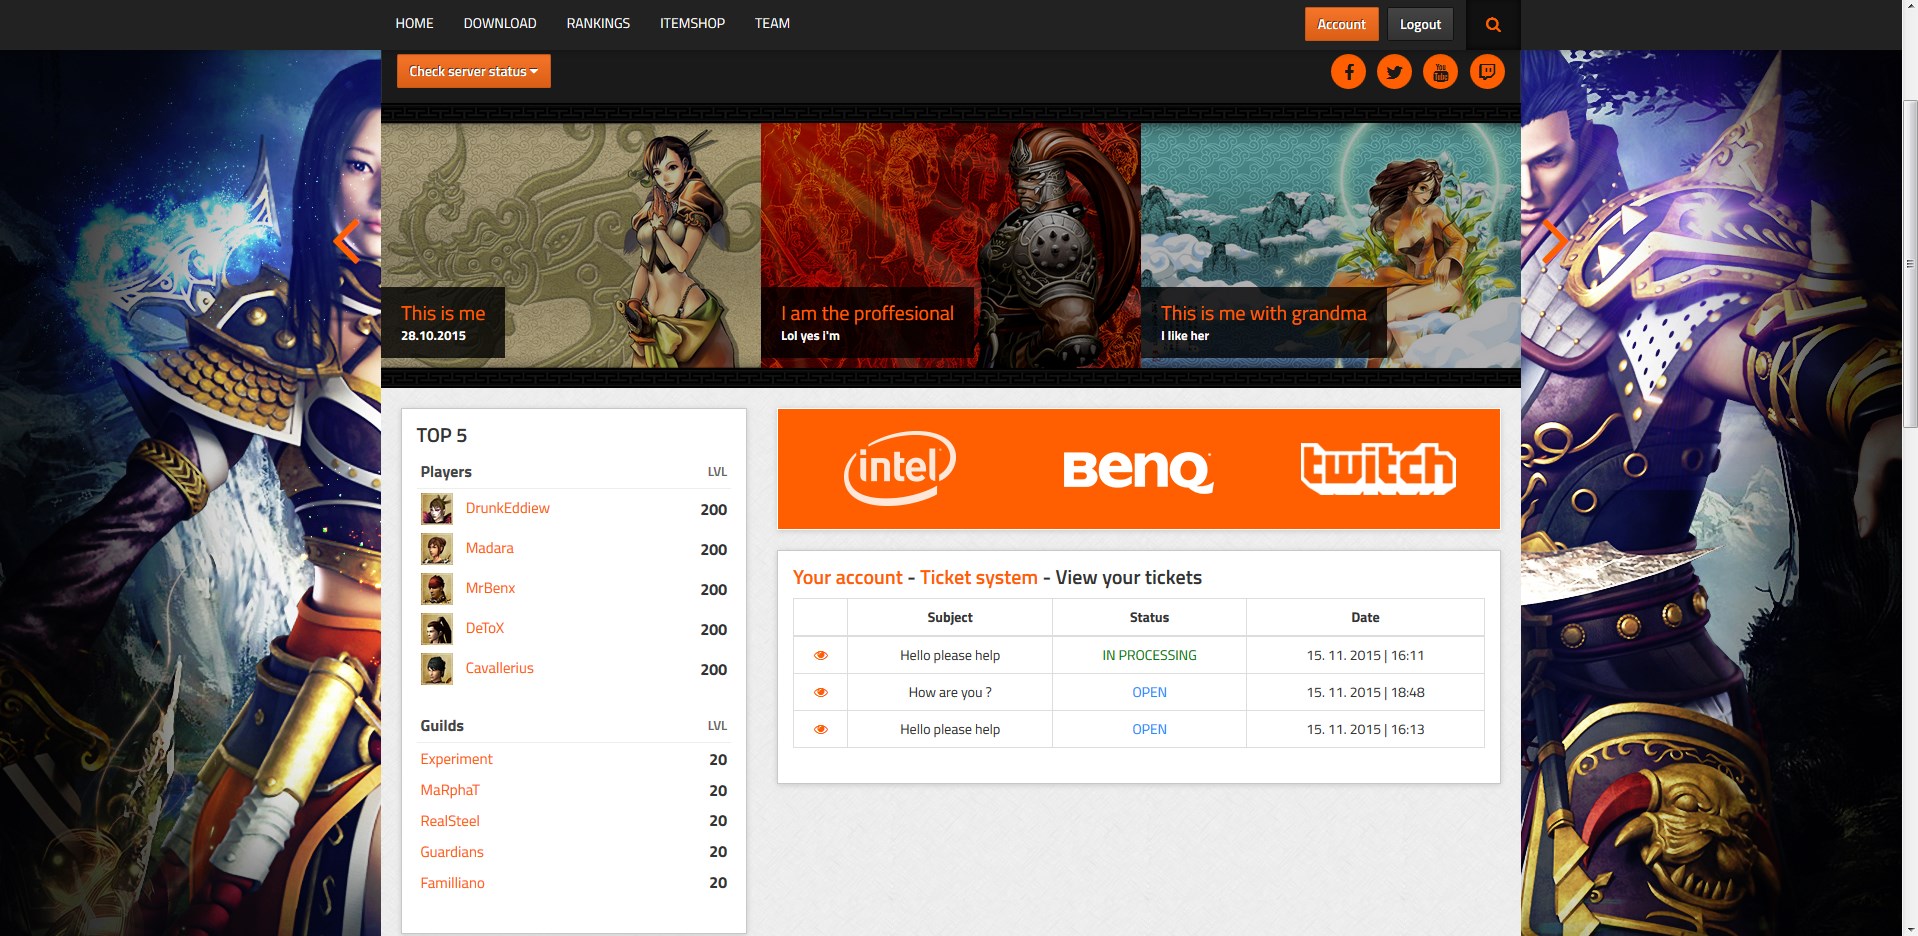 HOME DOWNLOAD RANKINGS ITEMSHOP TEAM Account Logout
Check server status You Tube
This is me
28.10.2015
I am the proffesional
Lol yes i'm
This is me with grandma
I like her
TOP 5
Players LVL
DrunkEddiew 200
Madara 200
MrBenx 200
DeToX 200
Cavallerius 200
Guilds LVL
Experiment 20
MaRphaT 20
RealSteel 20
Guardians 20
Familliano 20
intel BenQ twitch
Your account - Ticket system - View your tickets
Subject Status Date
Hello please help IN PROCESSING 15. 11. 2015 | 16:11
How are you ? OPEN 15. 11. 2015 | 18:48
Hello please help OPEN 15. 11. 2015 | 16:13